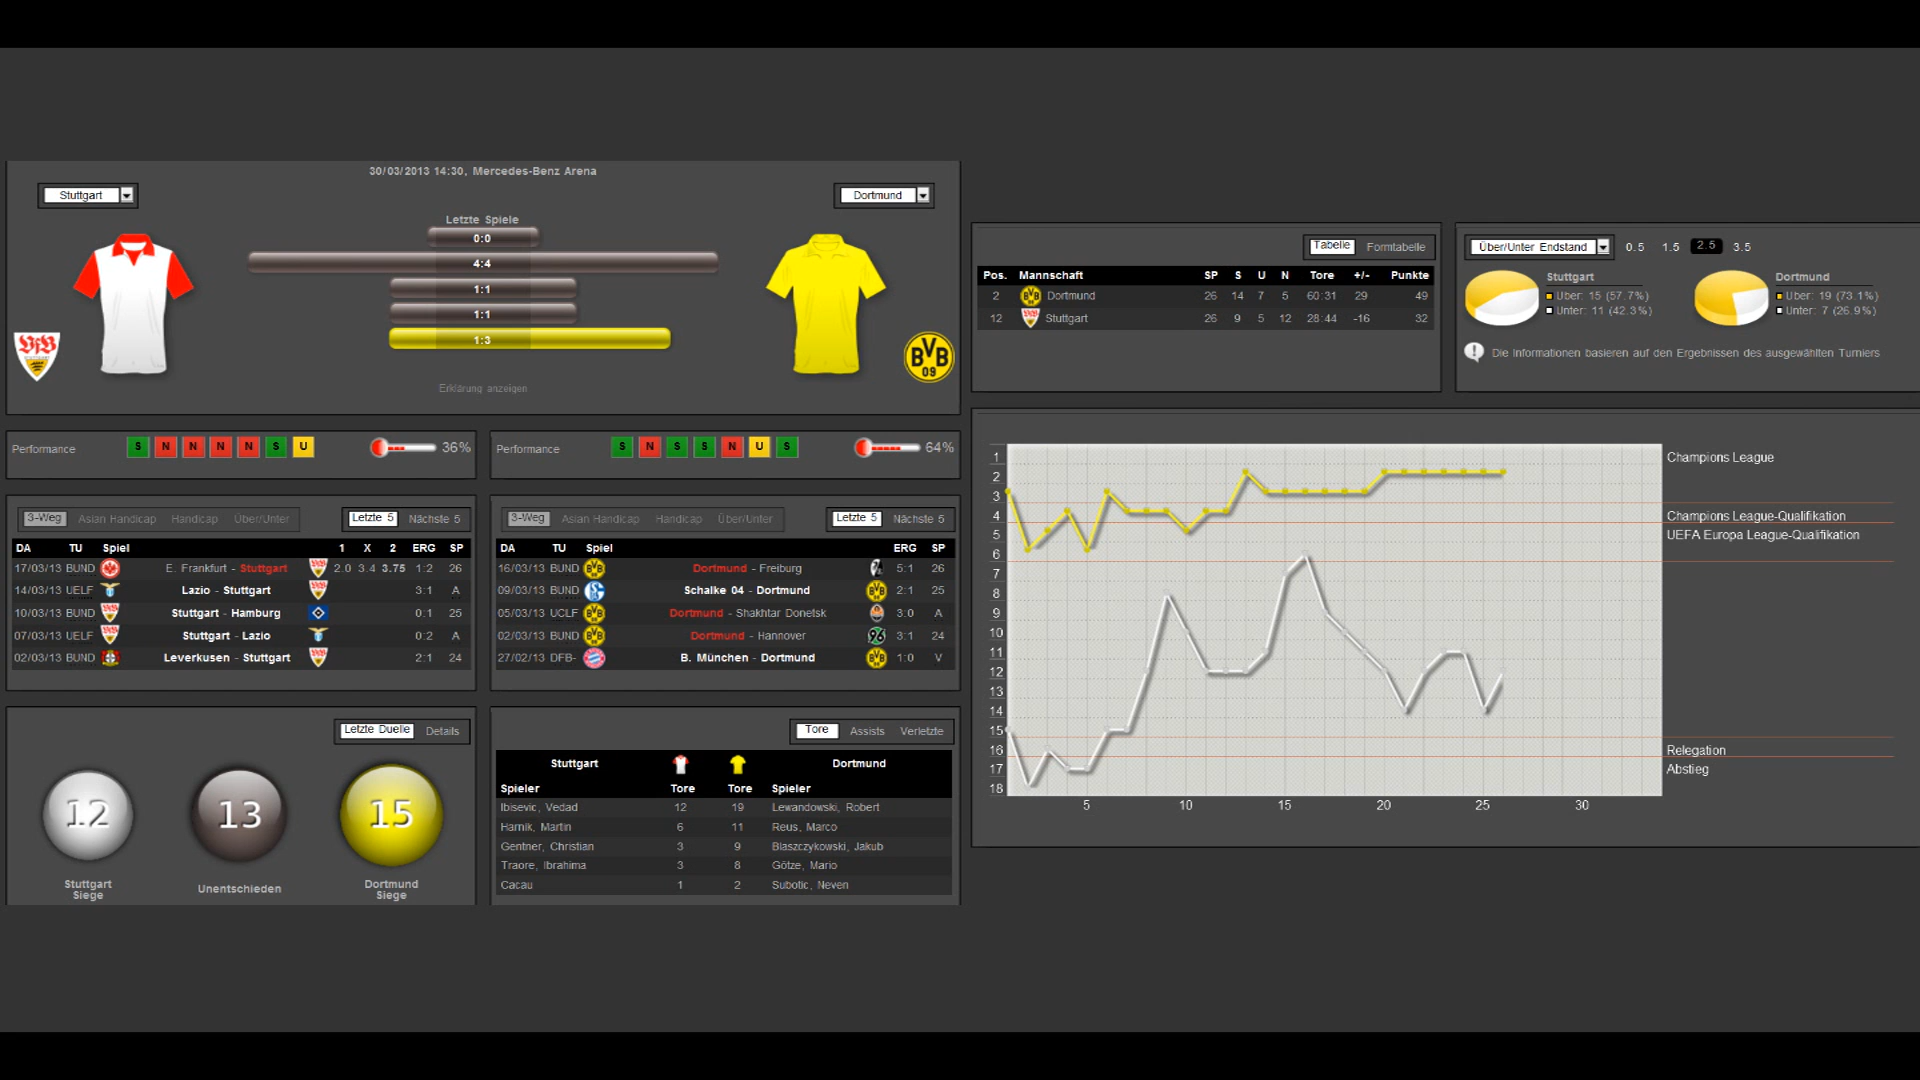 30/03/2013 14:30, Mercedes-Benz Arena
Stuttgart
Dortmund
Letzte Spiele
0:0
4:4
1:1
1:1
1:3
Erklärung anzeigen
BVB 09
Performance S N N N N S U 36%
Performance S N S S N U S 64%
3-Weg Asian Handicap Handicap Über/Unter Letzte 5 Nächste 5
DA TU Spiel 1 X 2 ERG SP
17/03/13 BUND E. Frankfurt - Stuttgart 2.0 3.4 3.75 1:2 26
14/03/13 UELF Lazio - Stuttgart 3:1 A
10/03/13 BUND Stuttgart - Hamburg 0:1 25
07/03/13 UELF Stuttgart - Lazio 0:2 A
02/03/13 BUND Leverkusen - Stuttgart 2:1 24
3-Weg Asian Handicap Handicap Über/Unter Letzte 5 Nächste 5
DA TU Spiel ERG SP
16/03/13 BUND Dortmund - Freiburg 5:1 26
09/03/13 BUND Schalke 04 - Dortmund 2:1 25
05/03/13 UCLF Dortmund - Shakhtar Donetsk 3:0 A
02/03/13 BUND Dortmund - Hannover 3:1 24
27/02/13 DFB- B. München - Dortmund 1:0 V
Letzte Duelle Details
12 13 15
Stuttgart Siege
Unentschieden
Dortmund Siege
Tore Assists Verletzte
Stuttgart Dortmund
Spieler Tore Tore Spieler
Ibisevic, Vedad 12 19 Lewandowski, Robert
Harnik, Martin 6 11 Reus, Marco
Gentner, Christian 3 9 Blaszczykowski, Jakub
Traore, Ibrahima 3 8 Götze, Mario
Cacau 1 2 Subotic, Neven
Tabelle Formtabelle
Pos. Mannschaft SP S U N Tore +/- Punkte
2 Dortmund 26 14 7 5 60:31 29 49
12 Stuttgart 26 9 5 12 28:44 -16 32
Über/Unter Endstand 0.5 1.5 2.5 3.5
Stuttgart
Über: 15 (57.7%)
Unter: 11 (42.3%)
Dortmund
Über: 19 (73.1%)
Unter: 7 (26.9%)
Die Informationen basieren auf den Ergebnissen des ausgewählten Turniers
1
2
3
4
5
6
7
8
9
10
11
12
13
14
15
16
17
18
Champions League
Champions League-Qualifikation
UEFA Europa League-Qualifikation
Relegation
Abstieg
5 10 15 20 25 30